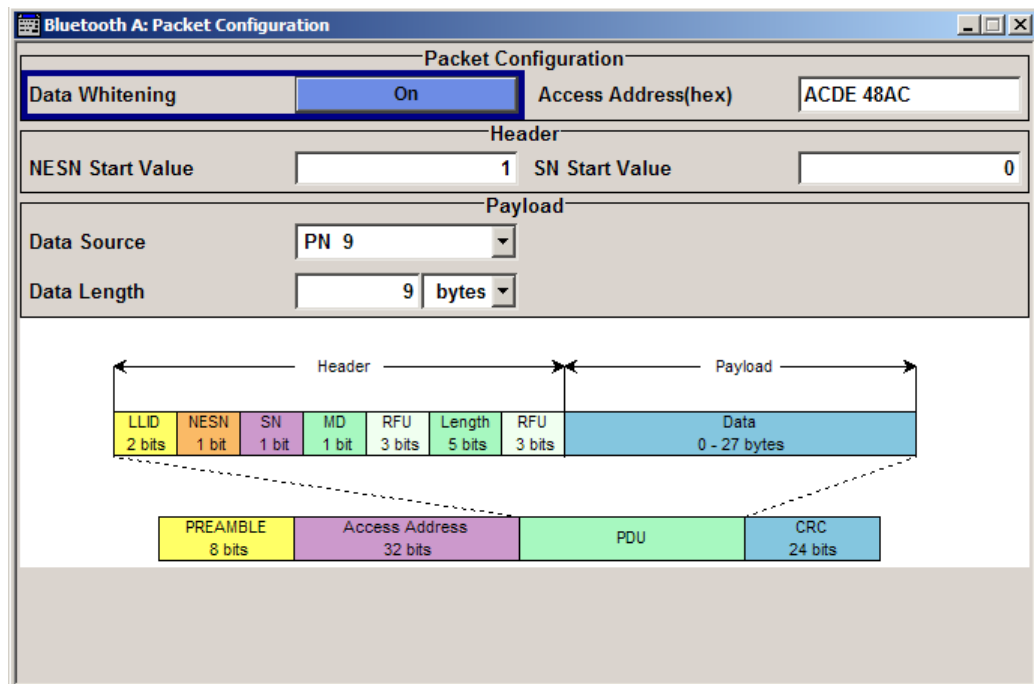 Bluetooth A: Packet Configuration
Packet Configuration
Data Whitening On Access Address(hex) ACDE 48AC
Header
NESN Start Value 1 SN Start Value 0
Payload
Data Source PN 9
Data Length 9 bytes
Header Payload
LLID NESN SN MD RFU Length RFU Data
2 bits 1 bit 1 bit 1 bit 3 bits 5 bits 3 bits 0 - 27 bytes
PREAMBLE Access Address PDU CRC
8 bits 32 bits 24 bits